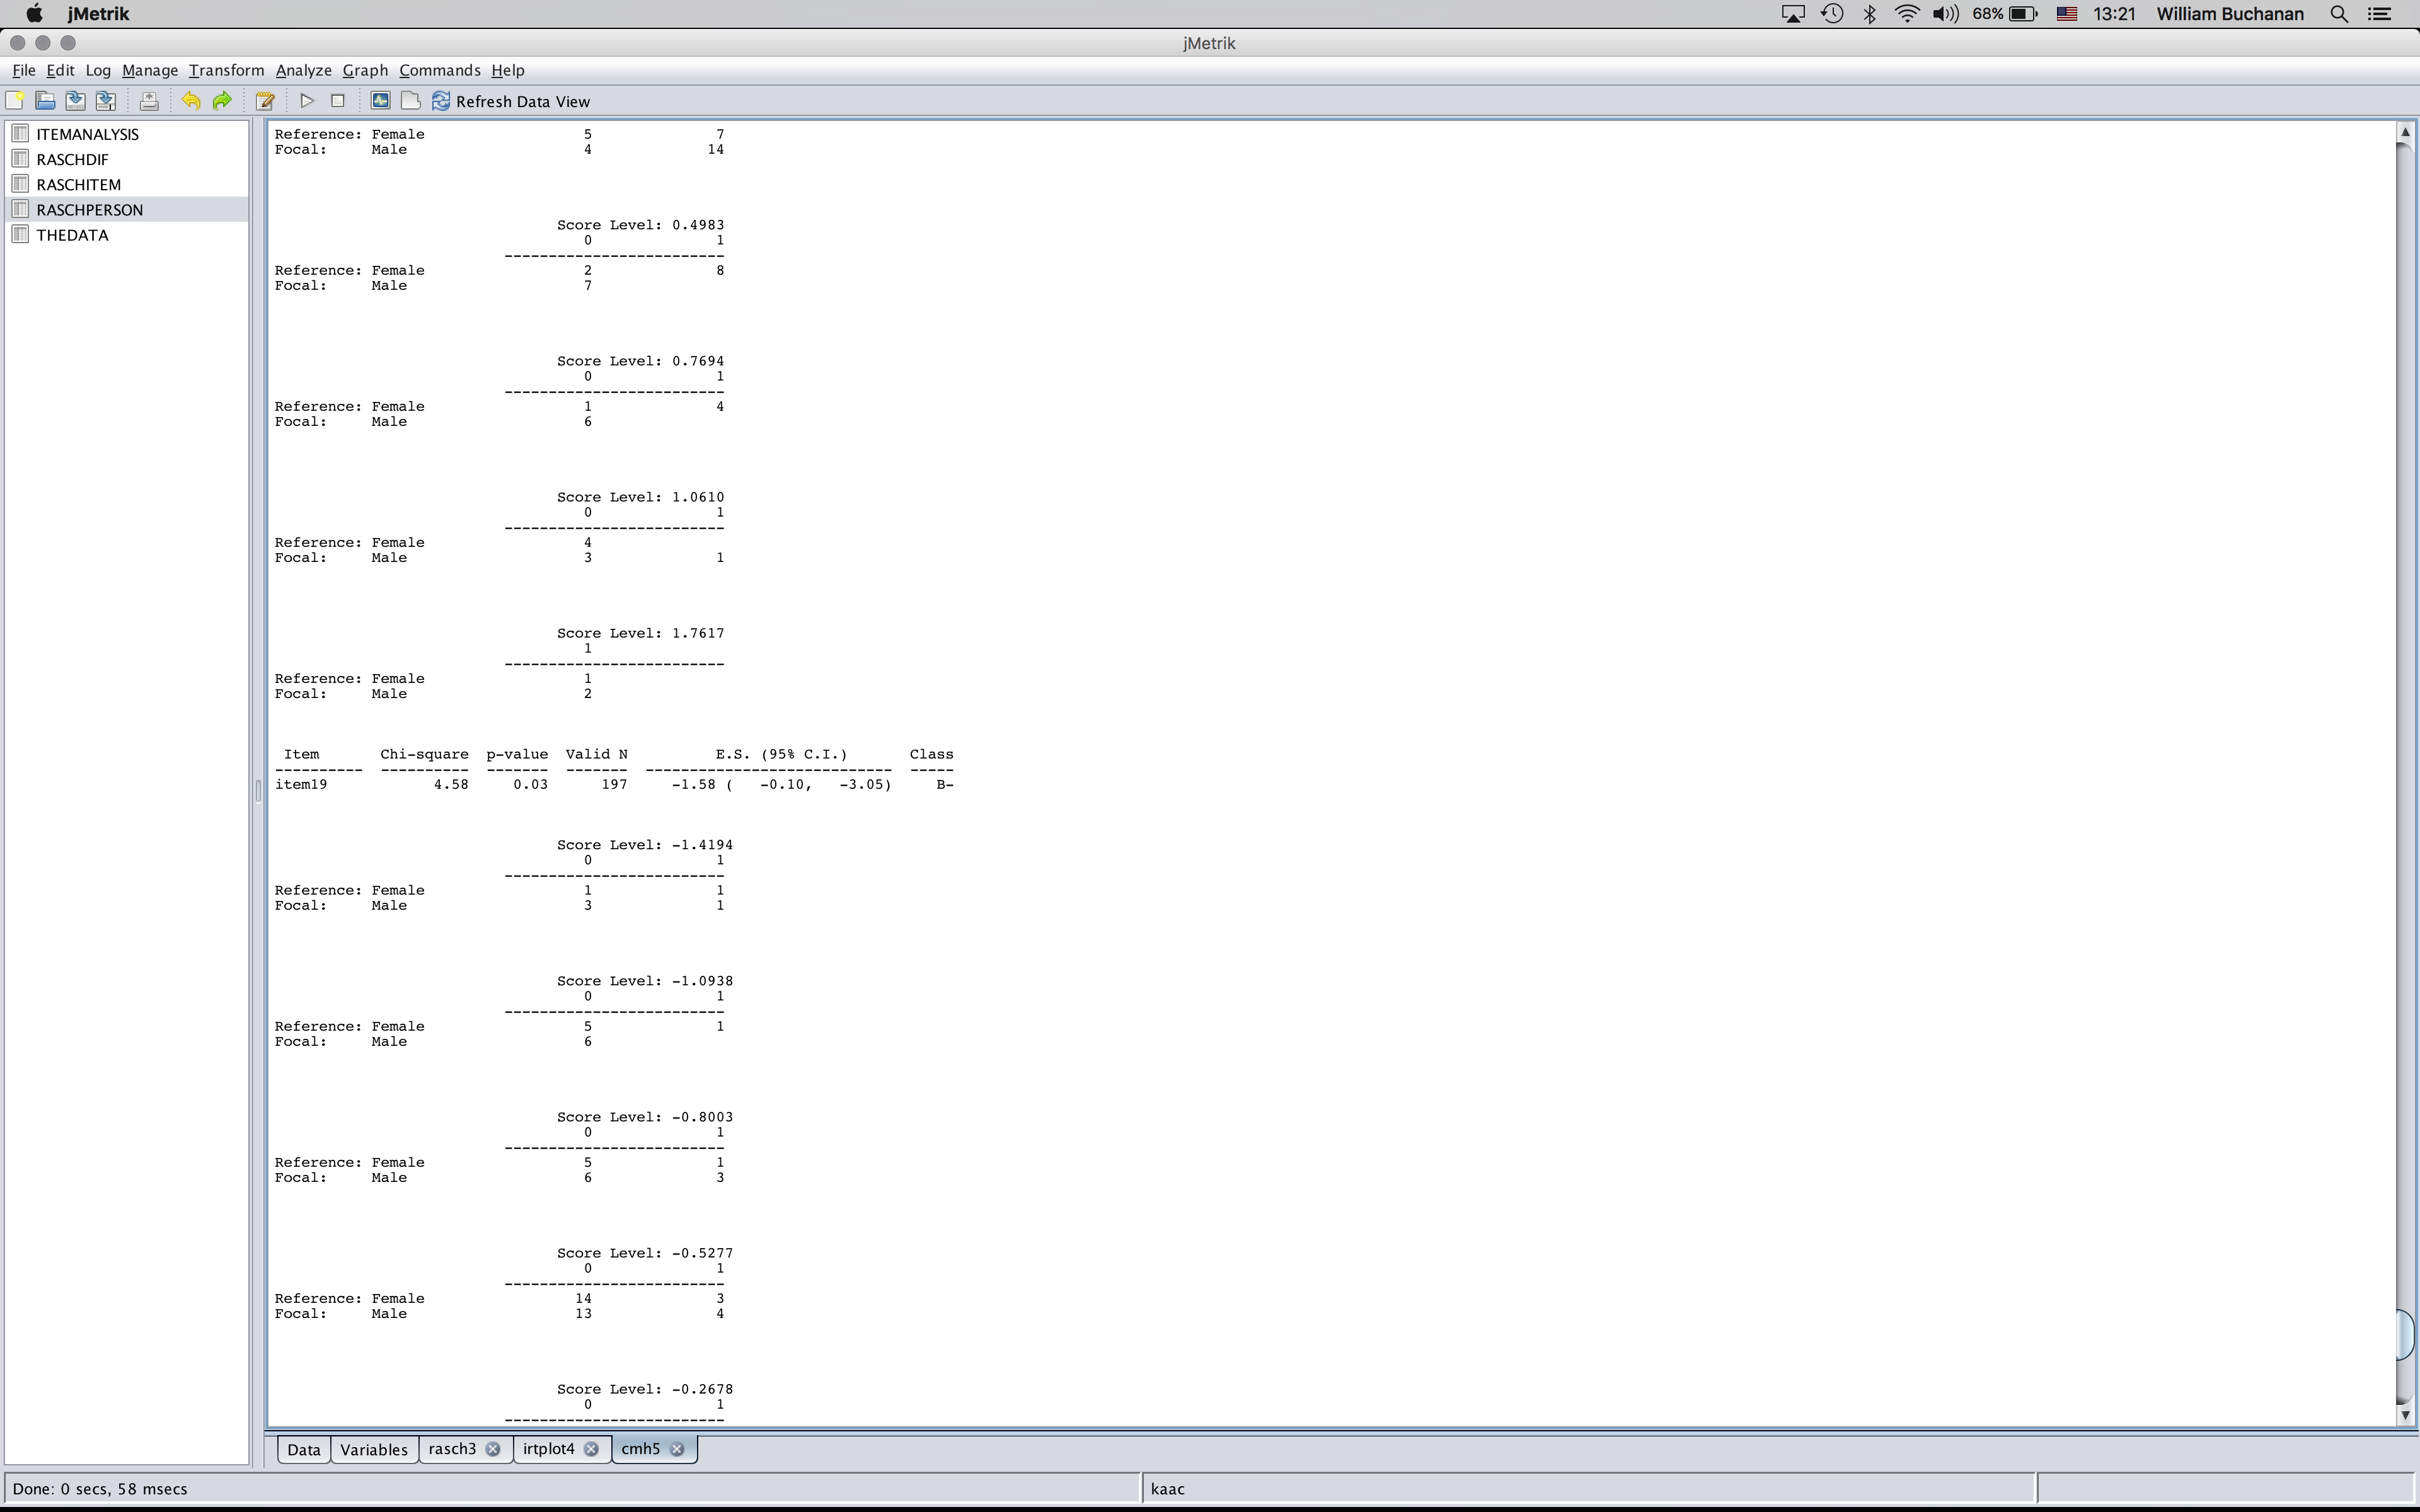 jMetrik 68% 13:21 William Buchanan
jMetrik
File Edit Log Manage Transform Analyze Graph Commands Help
Refresh Data View
ITEMANALYSIS
RASCHDIF
RASCHITEM
RASCHPERSON
THEDATA
Reference: Female 5 7
Focal: Male 4 14
Score Level: 0.4983
0 1
-------------------------
Reference: Female 2 8
Focal: Male 7
Score Level: 0.7694
0 1
-------------------------
Reference: Female 1 4
Focal: Male 6
Score Level: 1.0610
0 1
-------------------------
Reference: Female 4
Focal: Male 3 1
Score Level: 1.7617
1
-------------------------
Reference: Female 1
Focal: Male 2
Item Chi-square p-value Valid N E.S. (95% C.I.) Class
---------- ---------- ------- ------- ---------------------------- -----
item19 4.58 0.03 197 -1.58 ( -0.10, -3.05) B-
Score Level: -1.4194
0 1
-------------------------
Reference: Female 1 1
Focal: Male 3 1
Score Level: -1.0938
0 1
-------------------------
Reference: Female 5 1
Focal: Male 6
Score Level: -0.8003
0 1
-------------------------
Reference: Female 5 1
Focal: Male 6 3
Score Level: -0.5277
0 1
-------------------------
Reference: Female 14 3
Focal: Male 13 4
Score Level: -0.2678
0 1
-------------------------
Data Variables rasch3 irtplot4 cmh5
Done: 0 secs, 58 msecs kaac